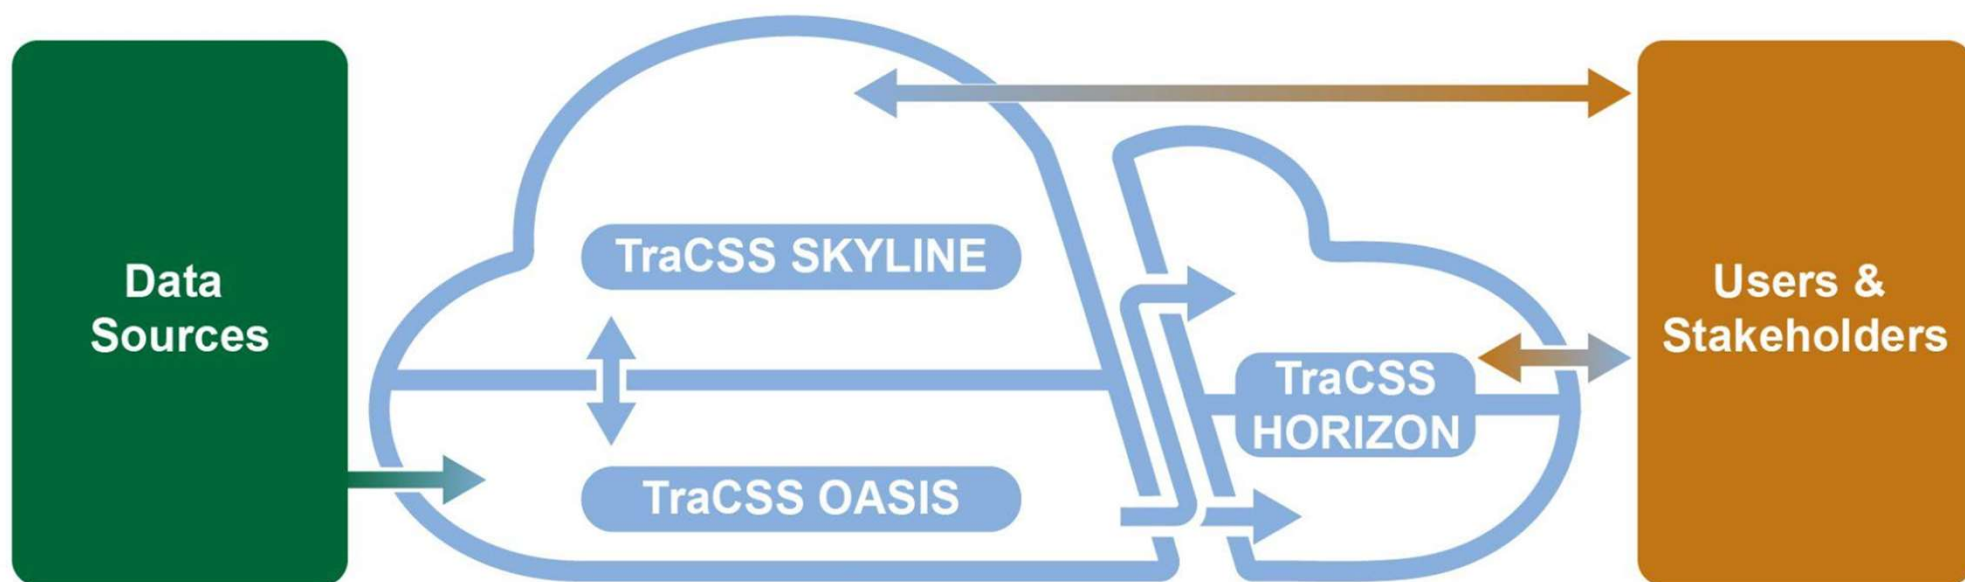 Data
Sources
TraCSS SKYLINE
TraCSS OASIS
TraCSS
HORIZON
Users &
Stakeholders